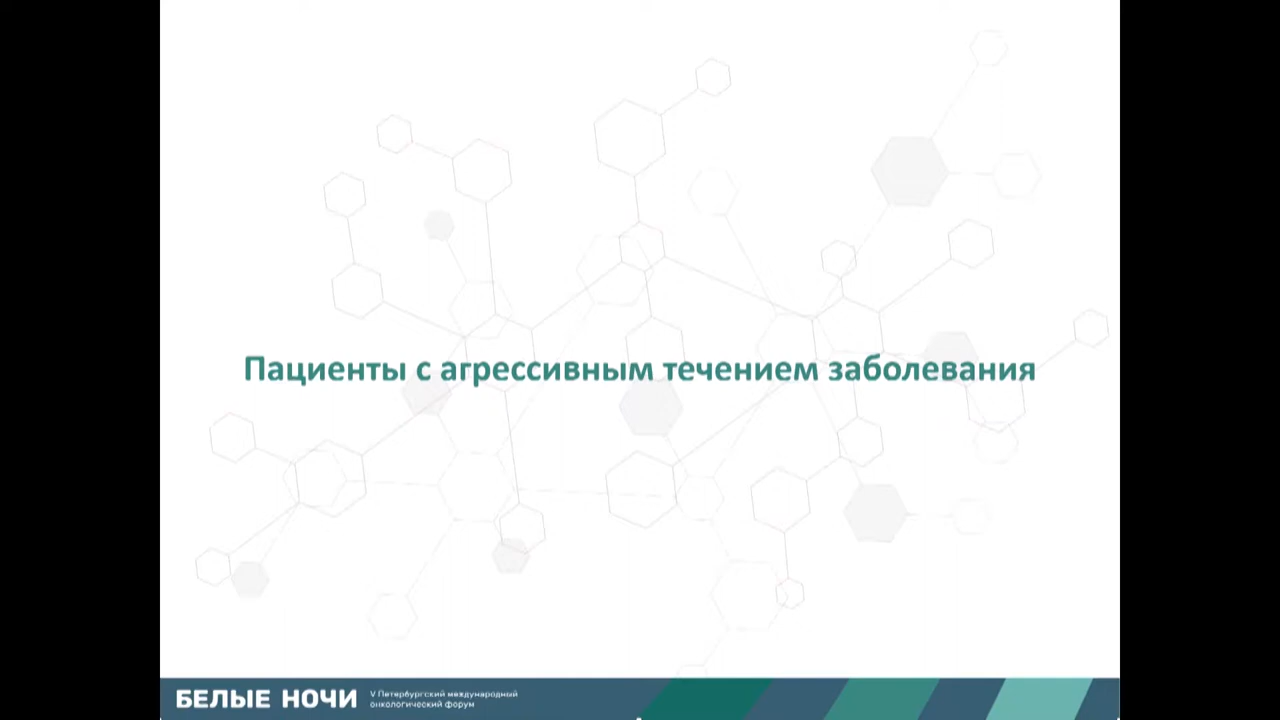 Пациенты с агрессивным течением заболевания
БЕЛЫЕ НОЧИ
V Петербургский международный
онкологический форум